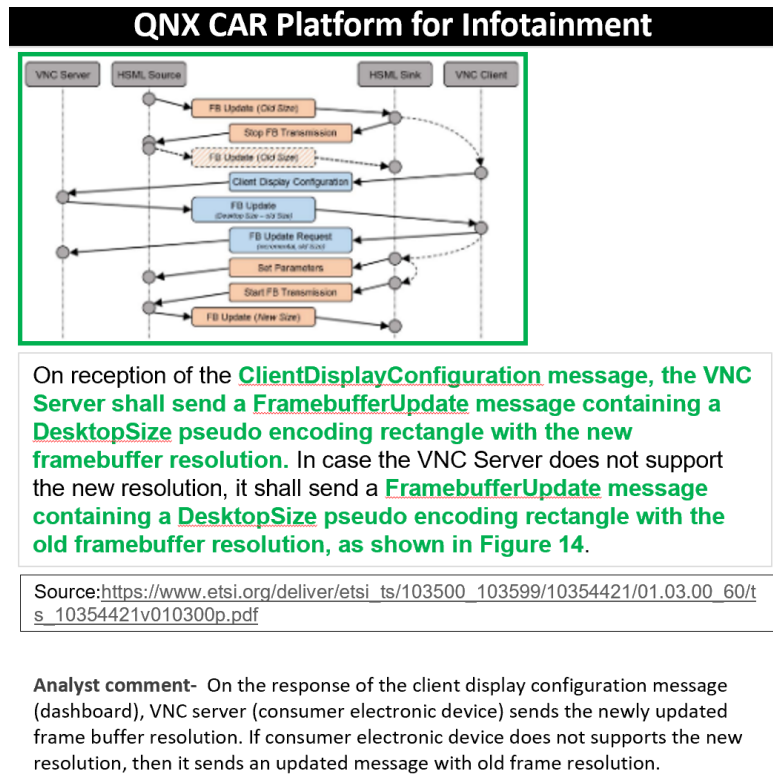 QNX CAR Platform for Infotainment
VNC Server
HSML Source
HSML Sink
VNC Client
FB Update (Old Size)
Stop FB Transmission
FB Update (Old Size)
Client Display Configuration
FB Update
(Desktop Size – old Size)
FB Update Request
(incremental, old Size)
Set Parameters
Start FB Transmission
FB Update (New Size)
On reception of the ClientDisplayConfiguration message, the VNC
Server shall send a FramebufferUpdate message containing a
DesktopSize pseudo encoding rectangle with the new
framebuffer resolution. In case the VNC Server does not support
the new resolution, it shall send a FramebufferUpdate message
containing a DesktopSize pseudo encoding rectangle with the
old framebuffer resolution, as shown in Figure 14.
Source:https://www.etsi.org/deliver/etsi_ts/103500_103599/10354421/01.03.00_60/t
s_10354421v010300p.pdf
Analyst comment- On the response of the client display configuration message
(dashboard), VNC server (consumer electronic device) sends the newly updated
frame buffer resolution. If consumer electronic device does not supports the new
resolution, then it sends an updated message with old frame resolution.